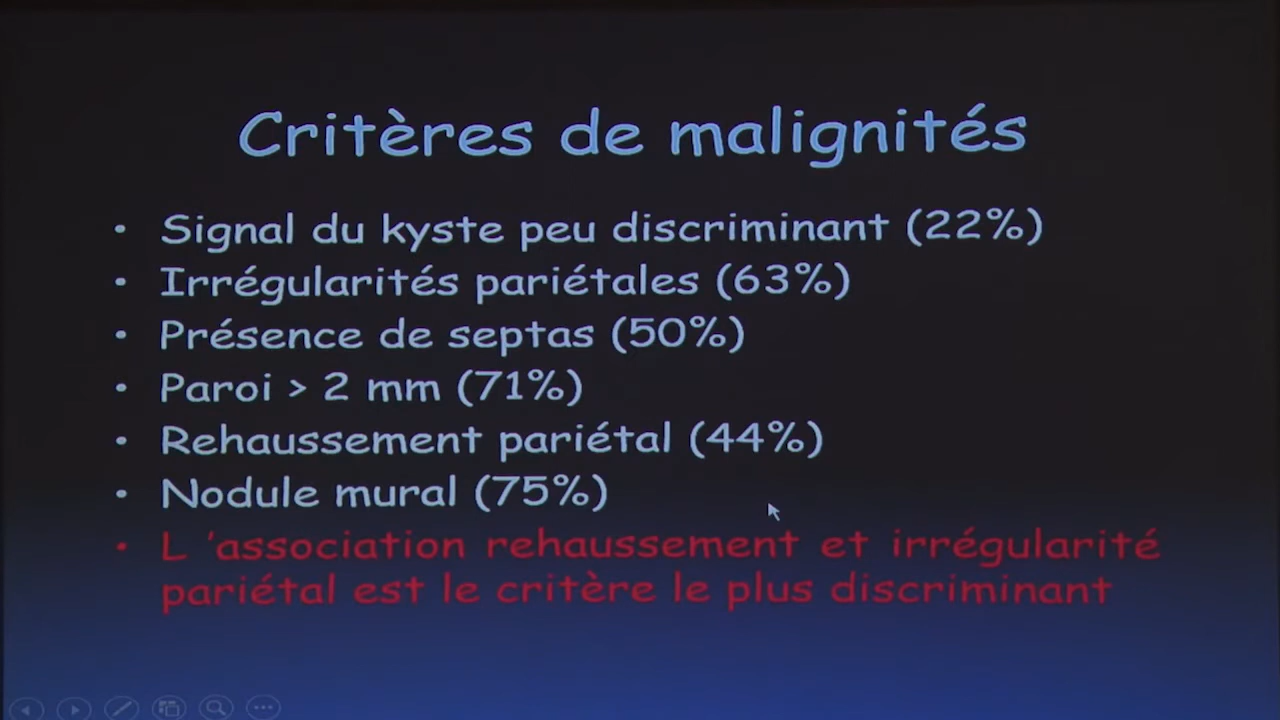 Critères de malignités
• Signal du kyste peu discriminant (22%)
• Irrégularités pariétales (63%)
• Présence de septas (50%)
• Paroi > 2 mm (71%)
• Rehaussement pariétal (44%)
• Nodule mural (75%)
• L 'association rehaussement et irrégularité
pariétal est le critère le plus discriminant